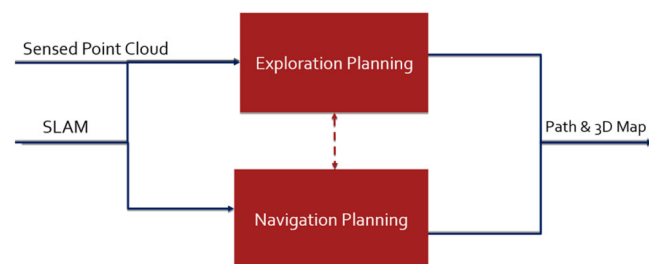 Sensed Point Cloud
Exploration Planning
SLAM
Path & 3D Map
Navigation Planning